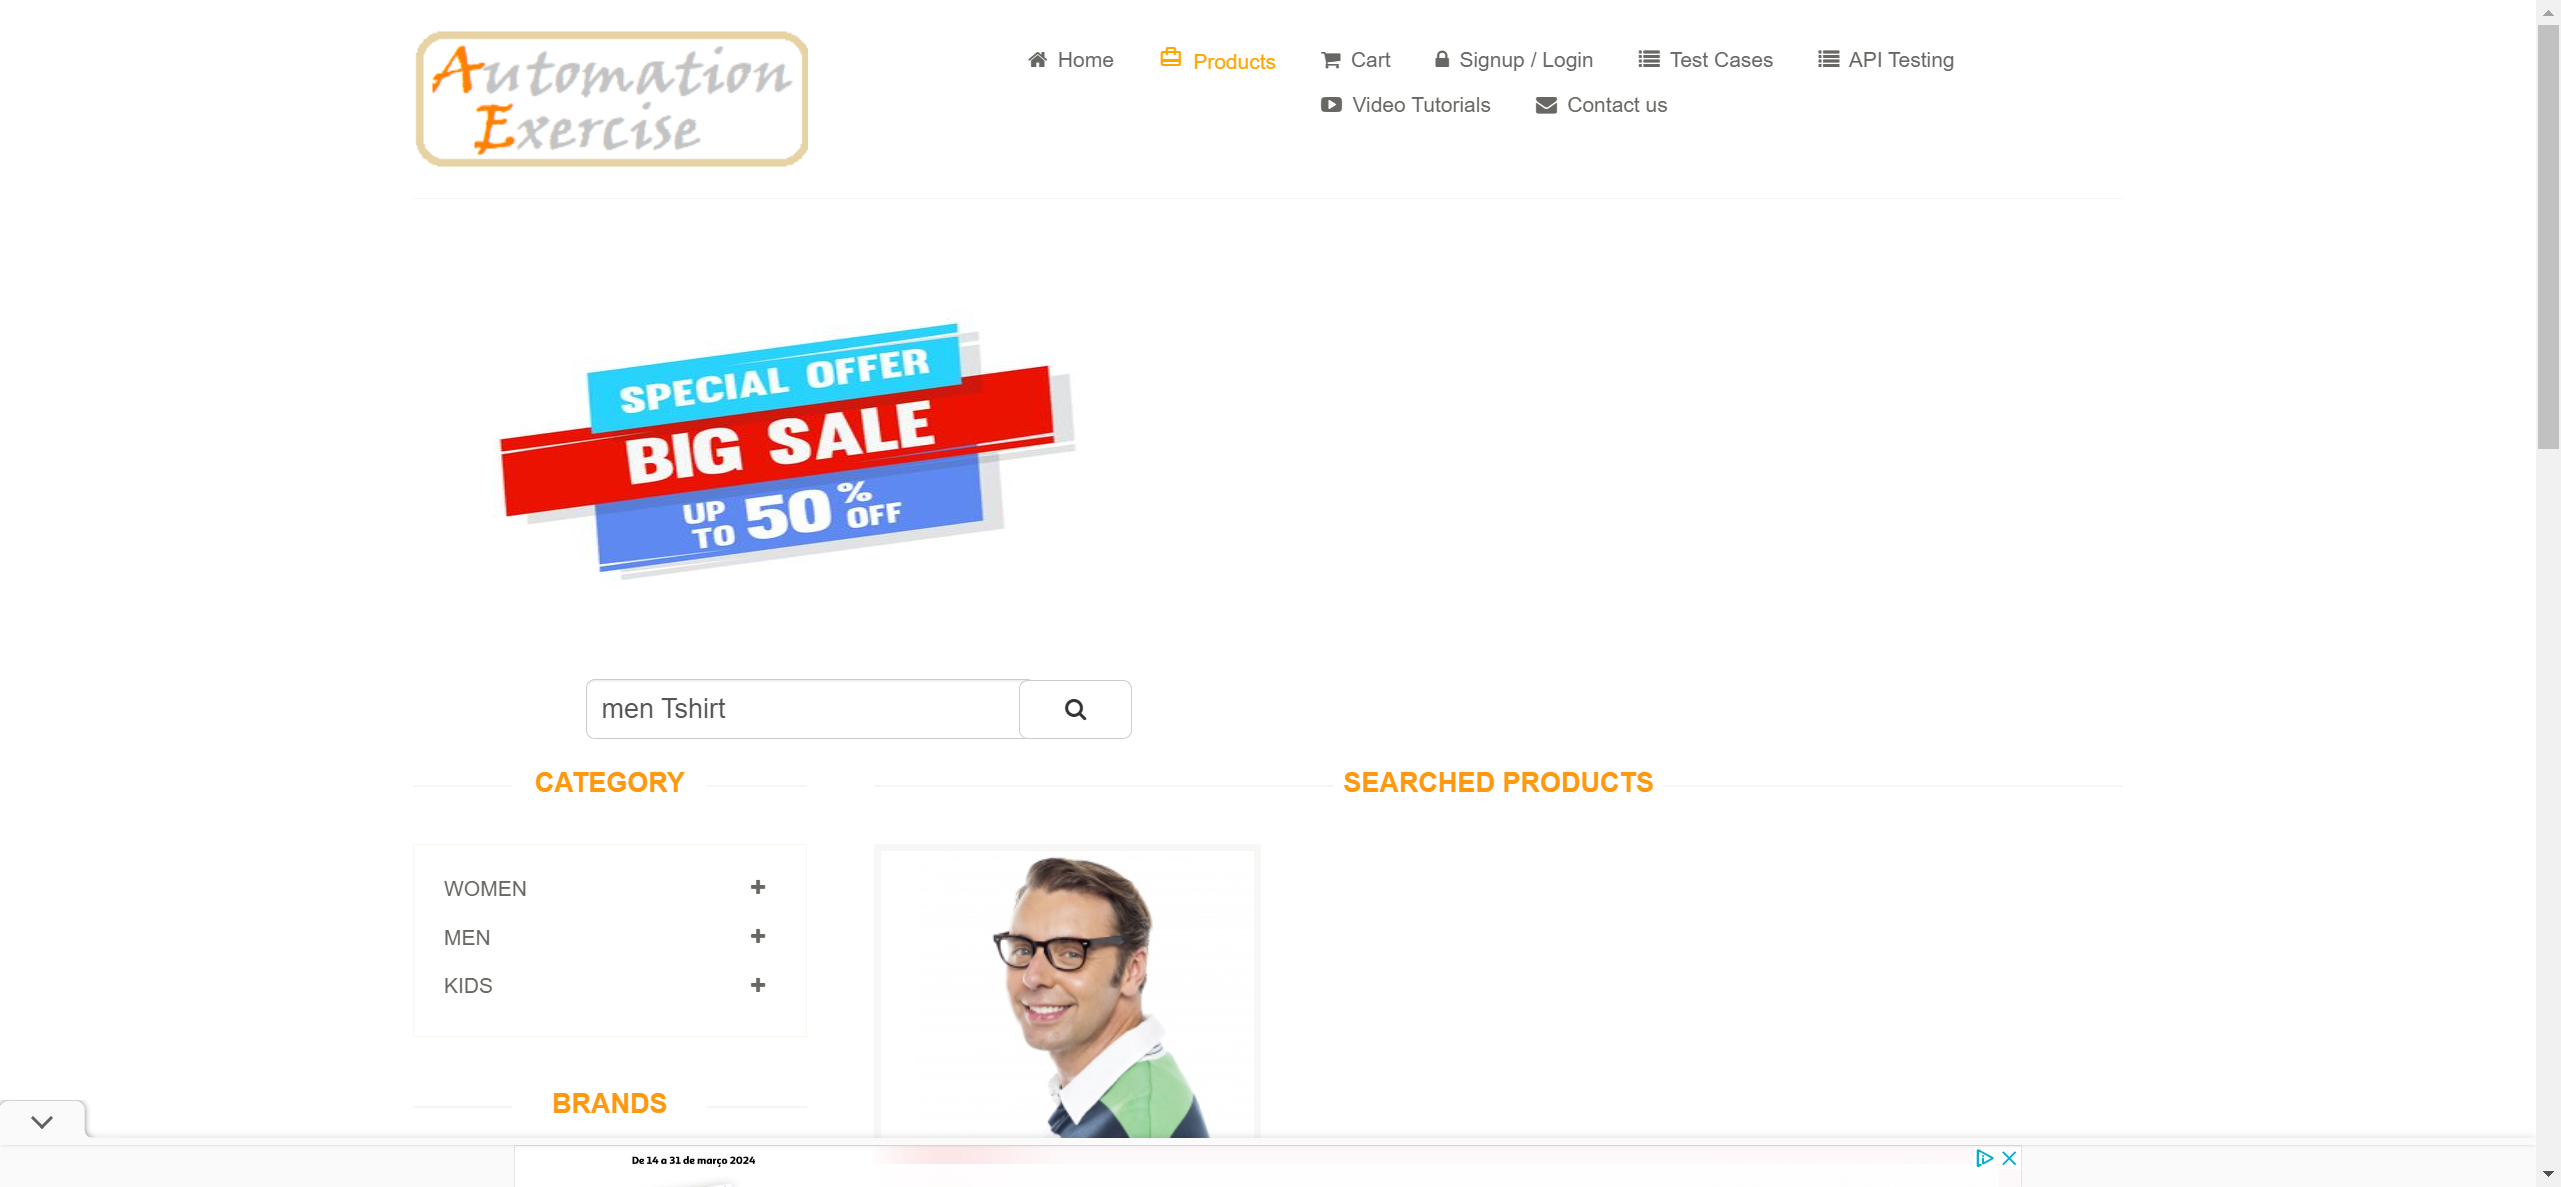 Automation
Exercise
Home
Products
Cart
Signup / Login
Test Cases
API Testing
Video Tutorials
Contact us
SPECIAL OFFER
BIG SALE
UP TO 50% OFF
men Tshirt
CATEGORY
SEARCHED PRODUCTS
WOMEN
MEN
KIDS
BRANDS
De 14 a 31 de março 2024